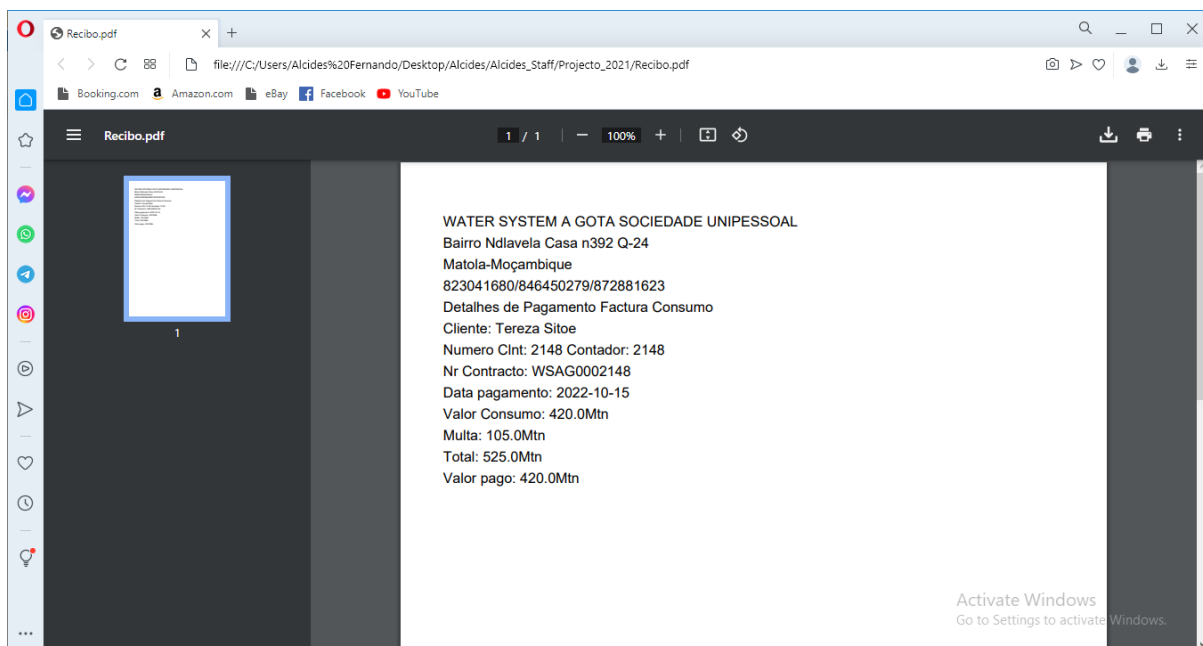 Recibo.pdf
file:///C:/Users/Alcides%20Fernando/Desktop/Alcides/Alcides_Staff/Projecto_2021/Recibo.pdf
Booking.com Amazon.com eBay Facebook YouTube
Recibo.pdf 1 / 1 100%
WATER SYSTEM A GOTA SOCIEDADE UNIPESSOAL
Bairro Ndlavela Casa n392 Q-24
Matola-Moçambique
823041680/846450279/872881623
Detalhes de Pagamento Factura Consumo
Cliente: Tereza Sitoe
Numero Clnt: 2148 Contador: 2148
Nr Contracto: WSAG0002148
Data pagamento: 2022-10-15
Valor Consumo: 420.0Mtn
Multa: 105.0Mtn
Total: 525.0Mtn
Valor pago: 420.0Mtn
1
Activate Windows
Go to Settings to activate Windows.